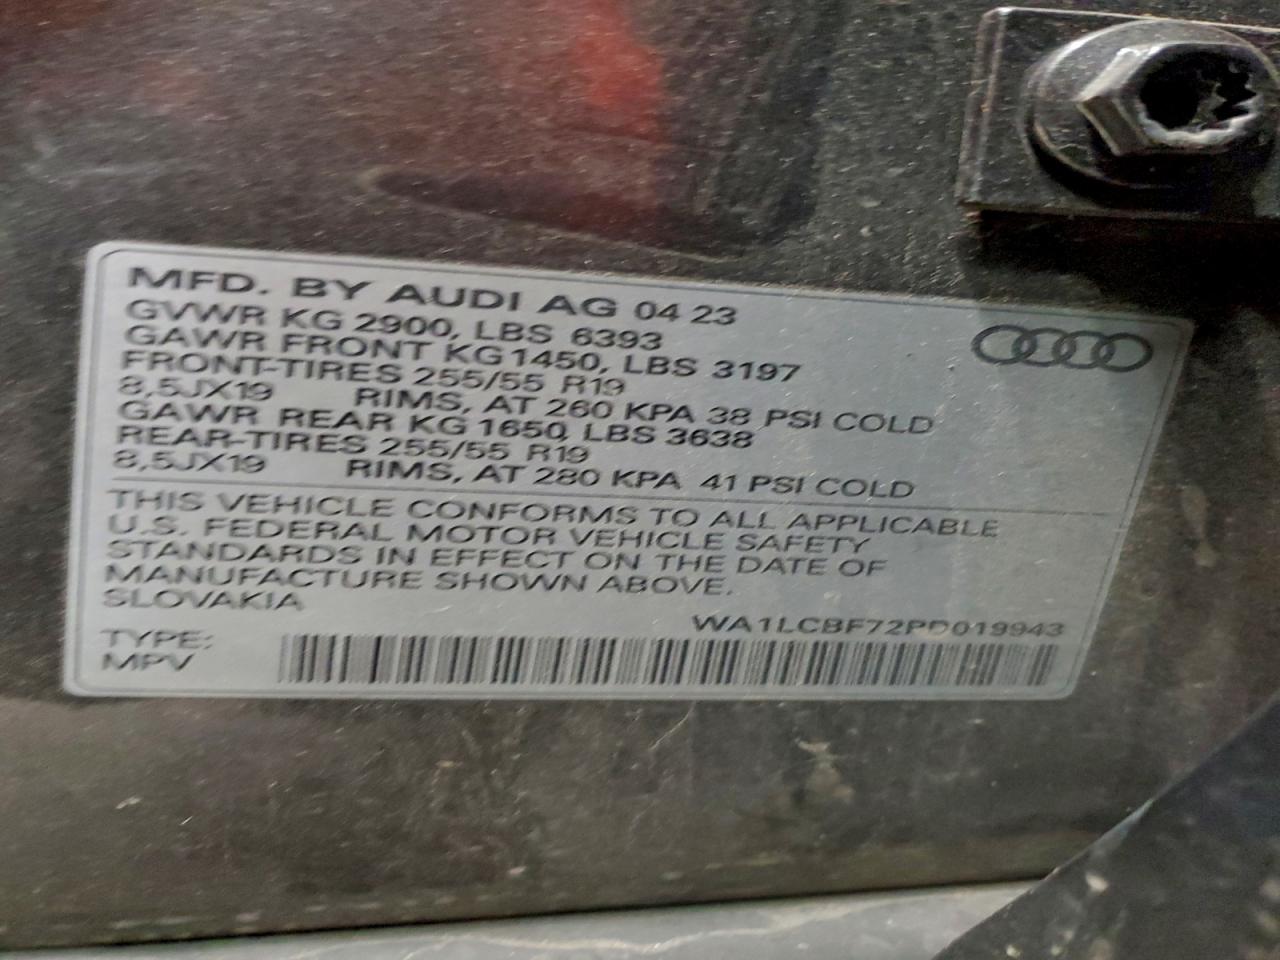 MFD. BY AUDI AG 04 23
GVWR KG 2900, LBS 6393
GAWR FRONT KG 1450, LBS 3197
FRONT-TIRES 255/55 R19
8,5JX19 RIMS, AT 260 KPA 38 PSI COLD
GAWR REAR KG 1650, LBS 3638
REAR-TIRES 255/55 R19
8,5JX19 RIMS, AT 280 KPA 41 PSI COLD
THIS VEHICLE CONFORMS TO ALL APPLICABLE
U.S. FEDERAL MOTOR VEHICLE SAFETY
STANDARDS IN EFFECT ON THE DATE OF
MANUFACTURE SHOWN ABOVE.
SLOVAKIA
WA1LCBF72PD019943
TYPE:
MPV